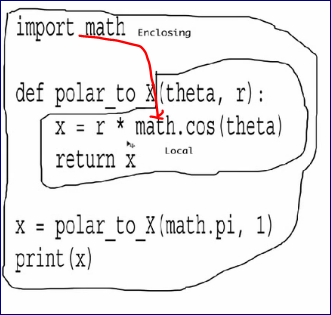 import math Enclosing
def polar_to_X(theta, r):
x = r * math.cos(theta)
return x Local
x = polar_to_X(math.pi, 1)
print(x)